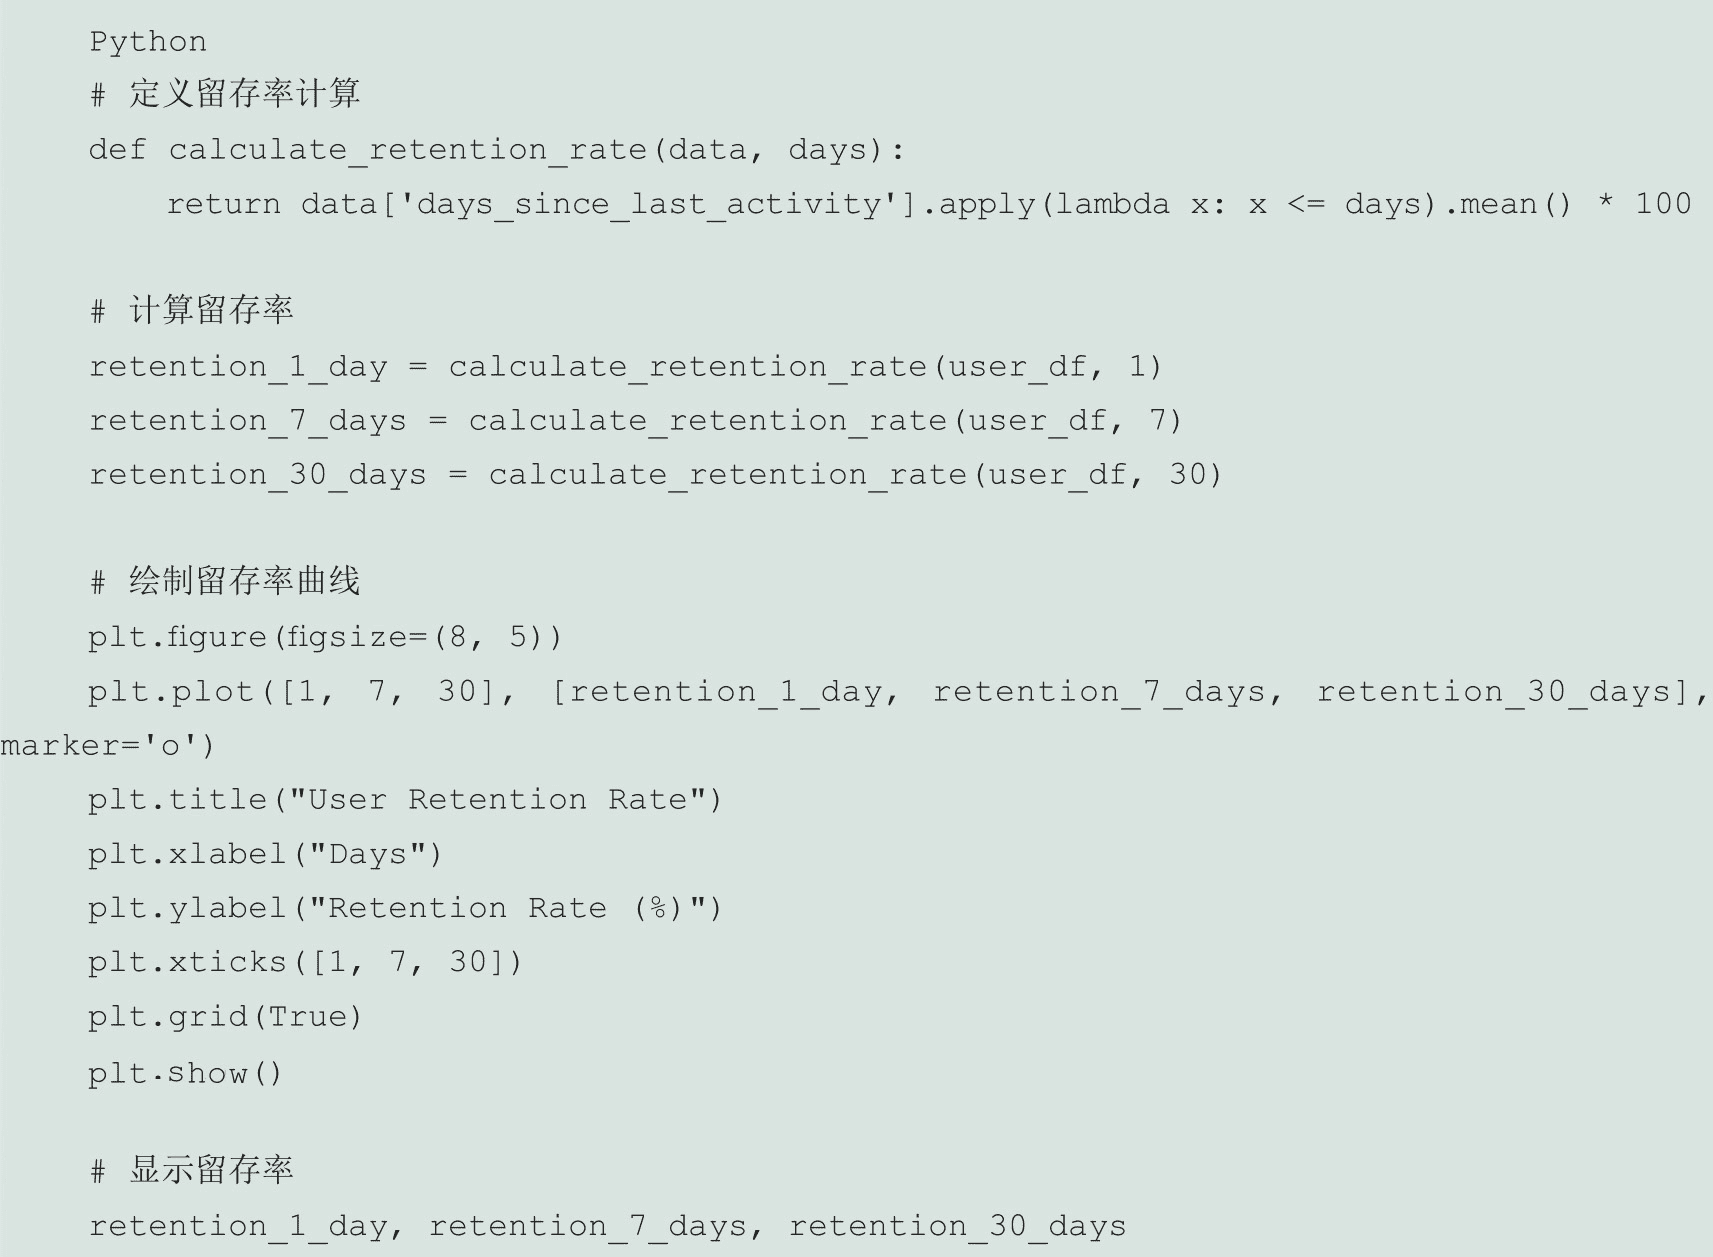 Python
# 定义留存率计算
def calculate_retention_rate(data, days):
    return data['days_since_last_activity'].apply(lambda x: x <= days).mean() * 100
# 计算留存率
retention_1_day = calculate_retention_rate(user_df, 1)
retention_7_days = calculate_retention_rate(user_df, 7)
retention_30_days = calculate_retention_rate(user_df, 30)
# 绘制留存率曲线
plt.figure(figsize=(8, 5))
plt.plot([1, 7, 30], [retention_1_day, retention_7_days, retention_30_days],
marker='o')
plt.title("User Retention Rate")
plt.xlabel("Days")
plt.ylabel("Retention Rate (%)")
plt.xticks([1, 7, 30])
plt.grid(True)
plt.show()
# 显示留存率
retention_1_day, retention_7_days, retention_30_days